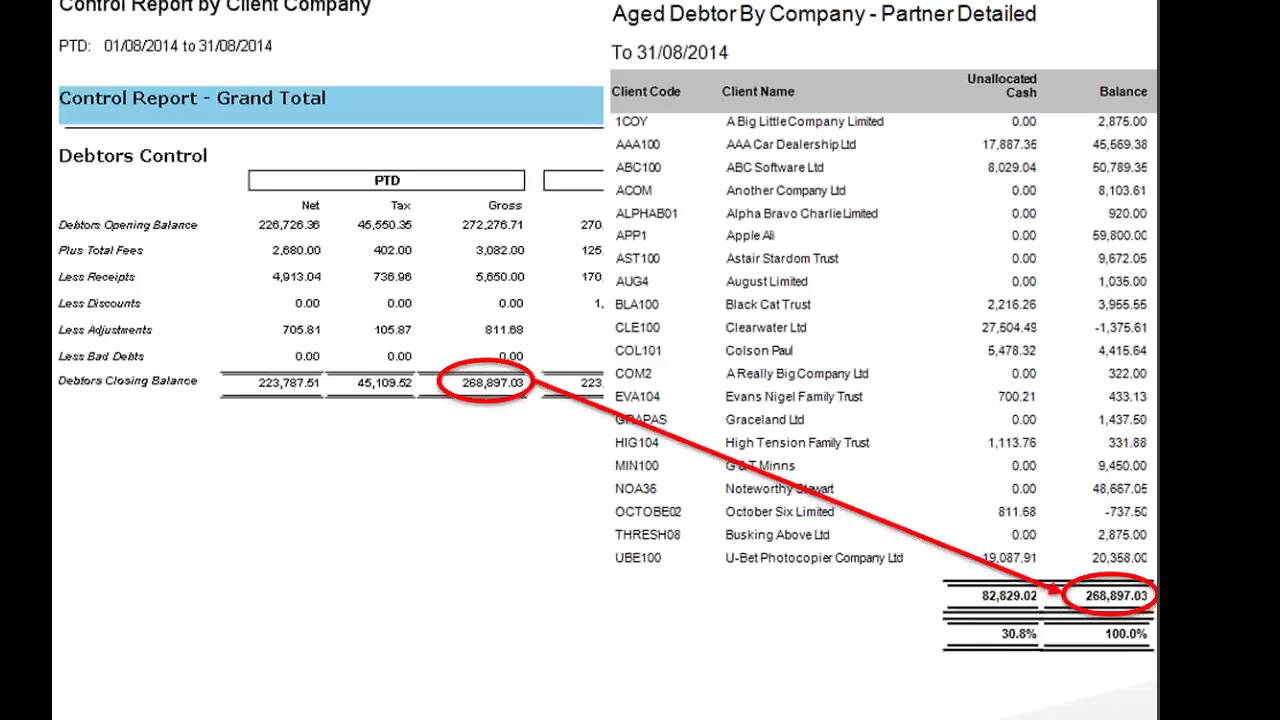 Control Report by Client Company
PTD: 01/08/2014 to 31/08/2014
Control Report - Grand Total
Debtors Control
PTD
Net Tax Gross
Debtors Opening Balance 226,726.36 45,550.35 272,276.71 270.
Plus Total Fees 2,680.00 402.00 3,082.00 125,
Less Receipts 4,913.04 736.96 5,650.00 170.
Less Discounts 0.00 0.00 0.00 1.
Less Adjustments 705.81 105.87 811.68
Less Bad Debts 0.00 0.00 0.00
Debtors Closing Balance 223,787.51 45,109.52 268,897.03 223,
Aged Debtor By Company - Partner Detailed
To 31/08/2014
Client Code Client Name Unallocated Cash Balance
1COY A Big Little Company Limited 0.00 2,875.00
AAA100 AAA Car Dealership Ltd 17,887.35 45,569.38
ABC100 ABC Software Ltd 8,029.04 50,789.35
ACOM Another Company Ltd 0.00 8,103.61
ALPHAB01 Alpha Bravo Charlie Limited 0.00 920.00
APP1 Apple Ali 0.00 59,800.00
AST100 Astair Stardom Trust 0.00 9,672.05
AUG4 August Limited 0.00 1,035.00
BLA100 Black Cat Trust 2,216.26 3,955.55
CLE100 Clearwater Ltd 27,504.49 -1,375.61
COL101 Colson Paul 5,478.32 4,415.64
COM2 A Really Big Company Ltd 0.00 322.00
EVA104 Evans Nigel Family Trust 700.21 433.13
GRAPAS Graceland Ltd 0.00 1,437.50
HIG104 High Tension Family Trust 1,113.76 331.88
MIN100 G & T Minns 0.00 9,450.00
NOA36 Noteworthy Stewart 0.00 48,667.05
OCTOBE02 October Six Limited 811.68 -737.50
THRESH08 Busking Above Ltd 0.00 2,875.00
UBE100 U-Bet Photocopier Company Ltd 19,087.91 20,358.00
82,829.02 268,897.03
30.8% 100.0%